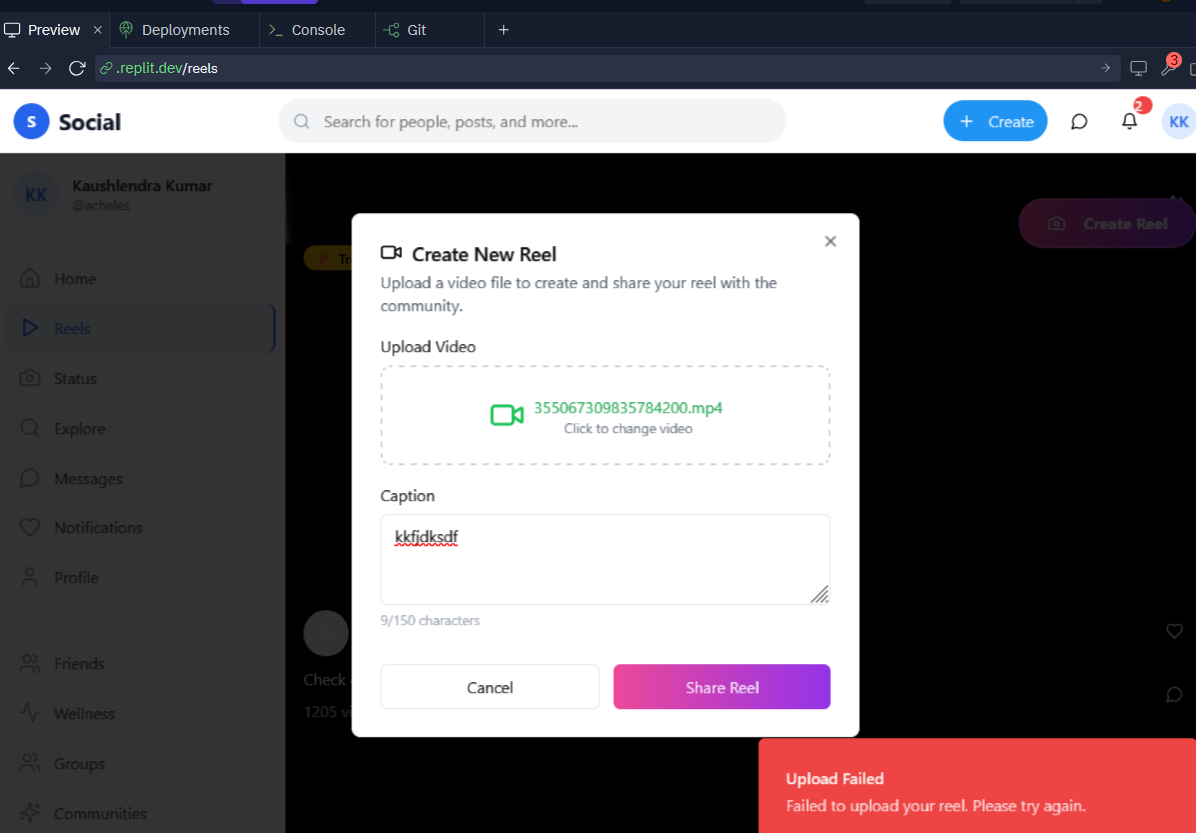 Preview
Deployments
Console
Git
.replit.dev/reels
3
S
Social
Search for people, posts, and more...
Create
2
KK
KK
Kaushlendra Kumar
@acheles
Create Reel
Home
Reels
Status
Explore
Messages
Notifications
Profile
Friends
Wellness
Groups
Communities
Create New Reel
Upload a video file to create and share your reel with the
community.
Upload Video
355067309835784200.mp4
Click to change video
Caption
kkfjdksdf
9/150 characters
Cancel
Share Reel
Check
1205 vi
Upload Failed
Failed to upload your reel. Please try again.